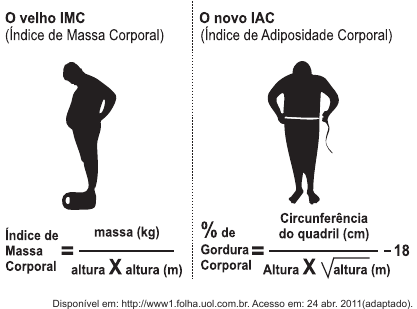 O velho IMC
(Índice de Massa Corporal)
Índice de Massa Corporal = massa (kg) / altura X altura (m)
O novo IAC
(Índice de Adiposidade Corporal)
% de Gordura Corporal = Circunferência do quadril (cm) / Altura X √altura (m) – 18
Disponível em: http://www1.folha.uol.com.br. Acesso em: 24 abr. 2011(adaptado).